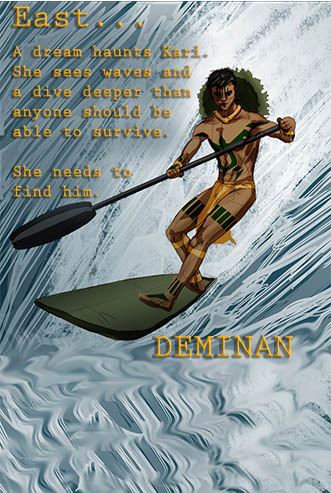 East...
A dream haunts Kari.
She sees waves and
a dive deeper than
anyone should be
able to survive.
She needs to
find him.
DEMINAN